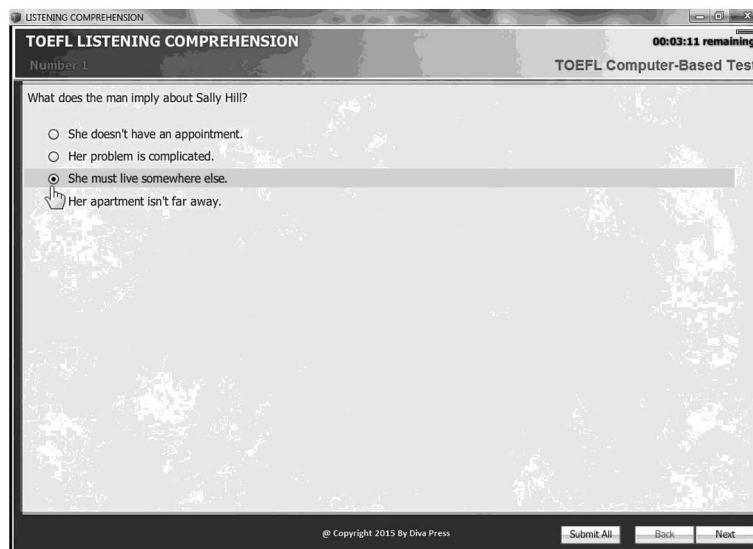 LISTENING COMPREHENSION
TOEFL LISTENING COMPREHENSION
00:03:11 remaining
Number 1
TOEFL Computer-Based Test
What does the man imply about Sally Hill?
She doesn't have an appointment.
Her problem is complicated.
She must live somewhere else.
Her apartment isn't far away.
@ Copyright 2015 By Diva Press
Submit All
Back
Next